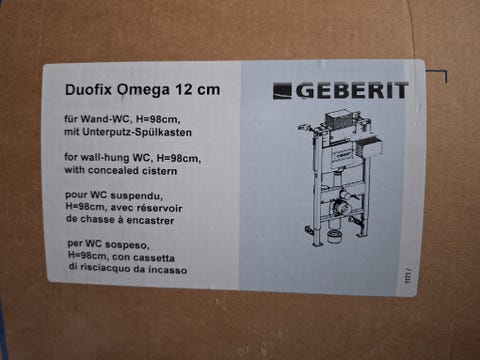 Duofix Omega 12 cm
für Wand-WC, H=98cm,
mit Unterputz-Spülkasten
for wall-hung WC, H=98cm,
with concealed cistern
pour WC suspendu,
H=98cm, avec réservoir
de chasse à encastrer
per WC sospeso,
H=98cm, con cassetta
di risciacquo da incasso
GEBERIT